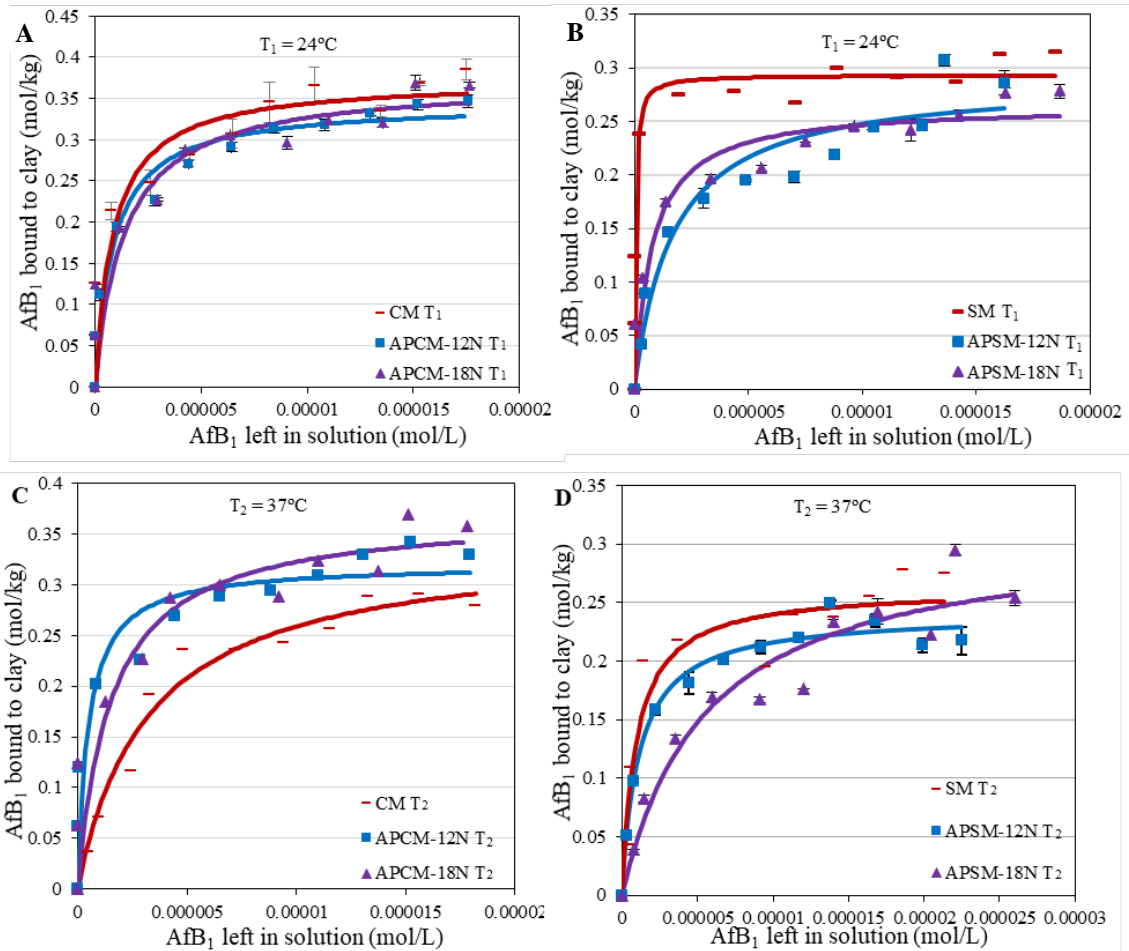 A
T₁ = 24°C
AfB₁ bound to clay (mol/kg)
0.45
0.4
0.35
0.3
0.25
0.2
0.15
0.1
0.05
0
CM T₁
APCM-12N T₁
APCM-18N T₁
0
0.000005
0.00001
0.000015
0.00002
AfB₁ left in solution (mol/L)
B
T₁ = 24°C
AfB₁ bound to clay (mol/kg)
0.35
0.3
0.25
0.2
0.15
0.1
0.05
0
SM T₁
APSM-12N T₁
APSM-18N T₁
0
0.000005
0.00001
0.000015
0.00002
AfB₁ left in solution (mol/L)
C
T₂ = 37°C
AfB₁ bound to clay (mol/kg)
0.4
0.35
0.3
0.25
0.2
0.15
0.1
0.05
0
CM T₂
APCM-12N T₂
APCM-18N T₂
0
0.000005
0.00001
0.000015
0.00002
AfB₁ left in solution (mol/L)
D
T₂ = 37°C
AfB₁ bound to clay (mol/kg)
0.35
0.3
0.25
0.2
0.15
0.1
0.05
0
SM T₂
APSM-12N T₂
APSM-18N T₂
0
0.000005
0.00001
0.000015
0.00002
0.000025
0.00003
AfB₁ left in solution (mol/L)